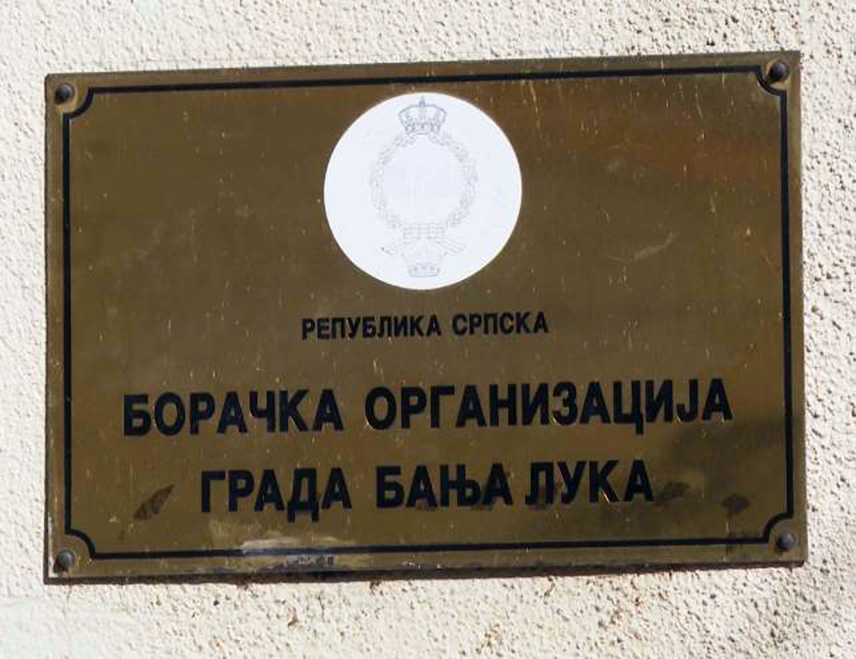 РЕПУБЛИКА СРПСКА
БОРАЧКА ОРГАНИЗАЦИЈА
ГРАДА БАЊА ЛУКА